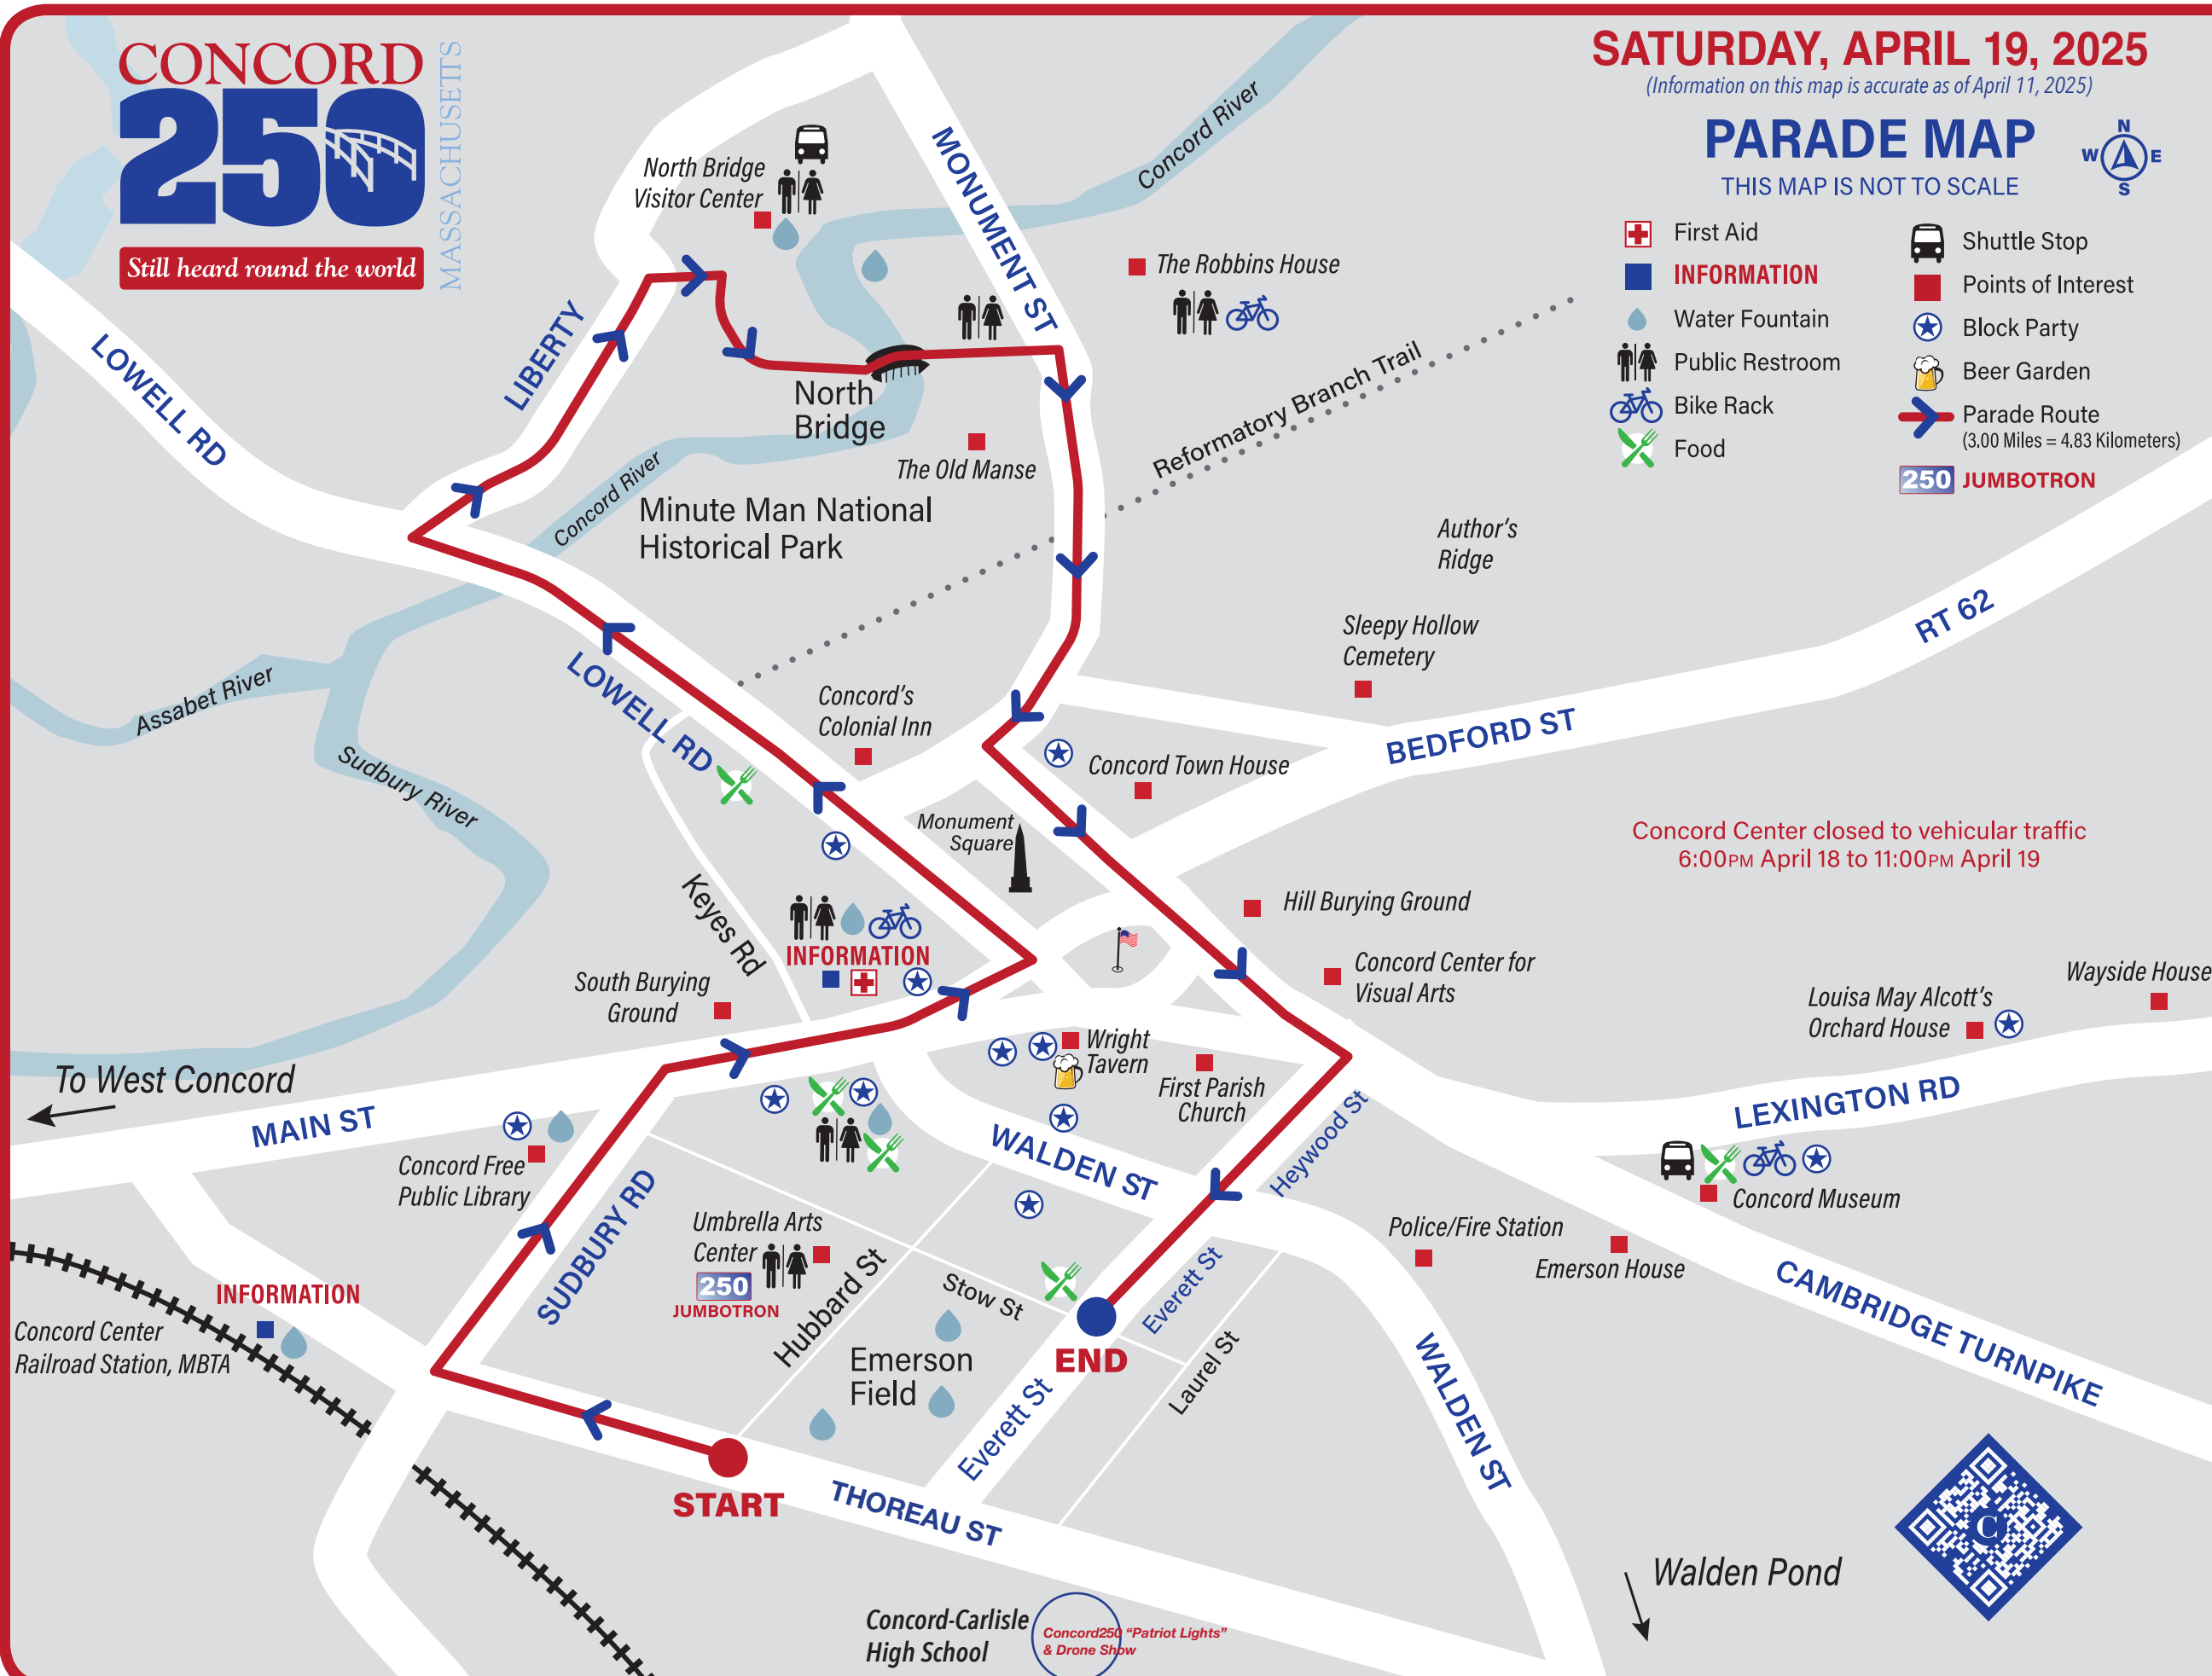 CONCORD
250
MASSACHUSETTS
Still heard round the world
SATURDAY, APRIL 19, 2025
(Information on this map is accurate as of April 11, 2025)
PARADE MAP
THIS MAP IS NOT TO SCALE
N
W E
S
First Aid
INFORMATION
Water Fountain
Public Restroom
Bike Rack
Food
Shuttle Stop
Points of Interest
Block Party
Beer Garden
Parade Route
(3.00 Miles = 4.83 Kilometers)
250 JUMBOTRON
North Bridge
Visitor Center
MONUMENT ST
Concord River
The Robbins House
LIBERTY
LOWELL RD
North
Bridge
The Old Manse
Reformatory Branch Trail
Concord River
Minute Man National
Historical Park
Author's
Ridge
Sleepy Hollow
Cemetery
RT 62
BEDFORD ST
Assabet River
Sudbury River
LOWELL RD
Concord's
Colonial Inn
Concord Town House
Monument
Square
Concord Center closed to vehicular traffic
6:00PM April 18 to 11:00PM April 19
Keyes Rd
INFORMATION
Hill Burying Ground
Concord Center for
Visual Arts
South Burying
Ground
Wayside House
Louisa May Alcott's
Orchard House
Wright
Tavern
First Parish
Church
To West Concord
MAIN ST
Concord Free
Public Library
WALDEN ST
Heywood St
LEXINGTON RD
Concord Museum
SUDBURY RD
Umbrella Arts
Center
250
JUMBOTRON
Hubbard St
Stow St
Everett St
Police/Fire Station
Emerson House
CAMBRIDGE TURNPIKE
INFORMATION
Concord Center
Railroad Station, MBTA
Emerson
Field
END
Laurel St
Everett St
WALDEN ST
START
THOREAU ST
C
Walden Pond
Concord-Carlisle
High School
Concord250 “Patriot Lights”
& Drone Show